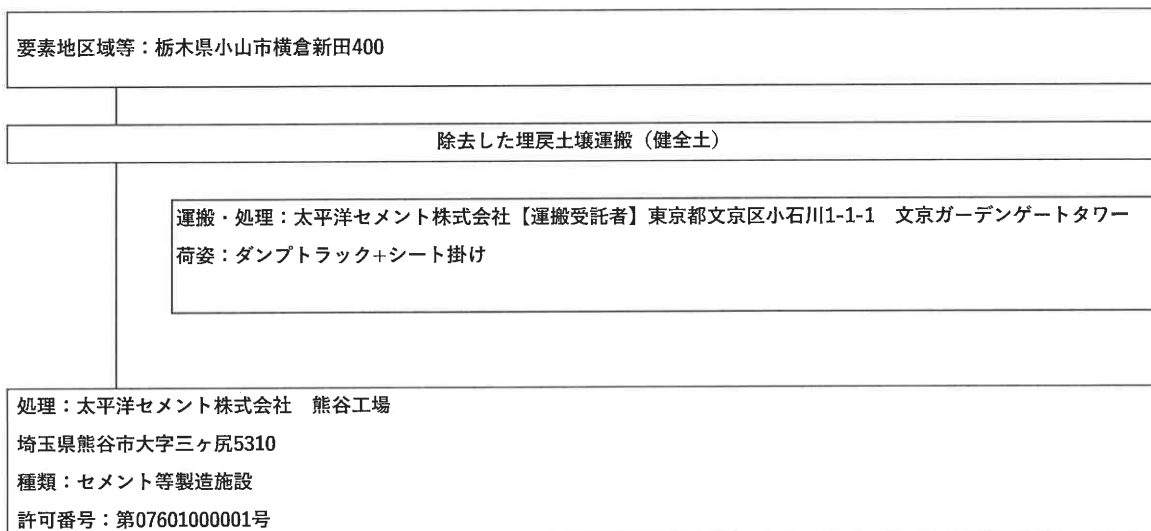 要素地区域等：栃木県小山市横倉新田400
除去した埋戻土壌運搬（健全土）
運搬・処理：太平洋セメント株式会社【運搬受託者】東京都文京区小石川1-1-1　文京ガーデンゲートタワー
荷姿：ダンプトラック+シート掛け
処理：太平洋セメント株式会社　熊谷工場
埼玉県熊谷市大字三ヶ尻5310
種類：セメント等製造施設
許可番号：第07601000001号